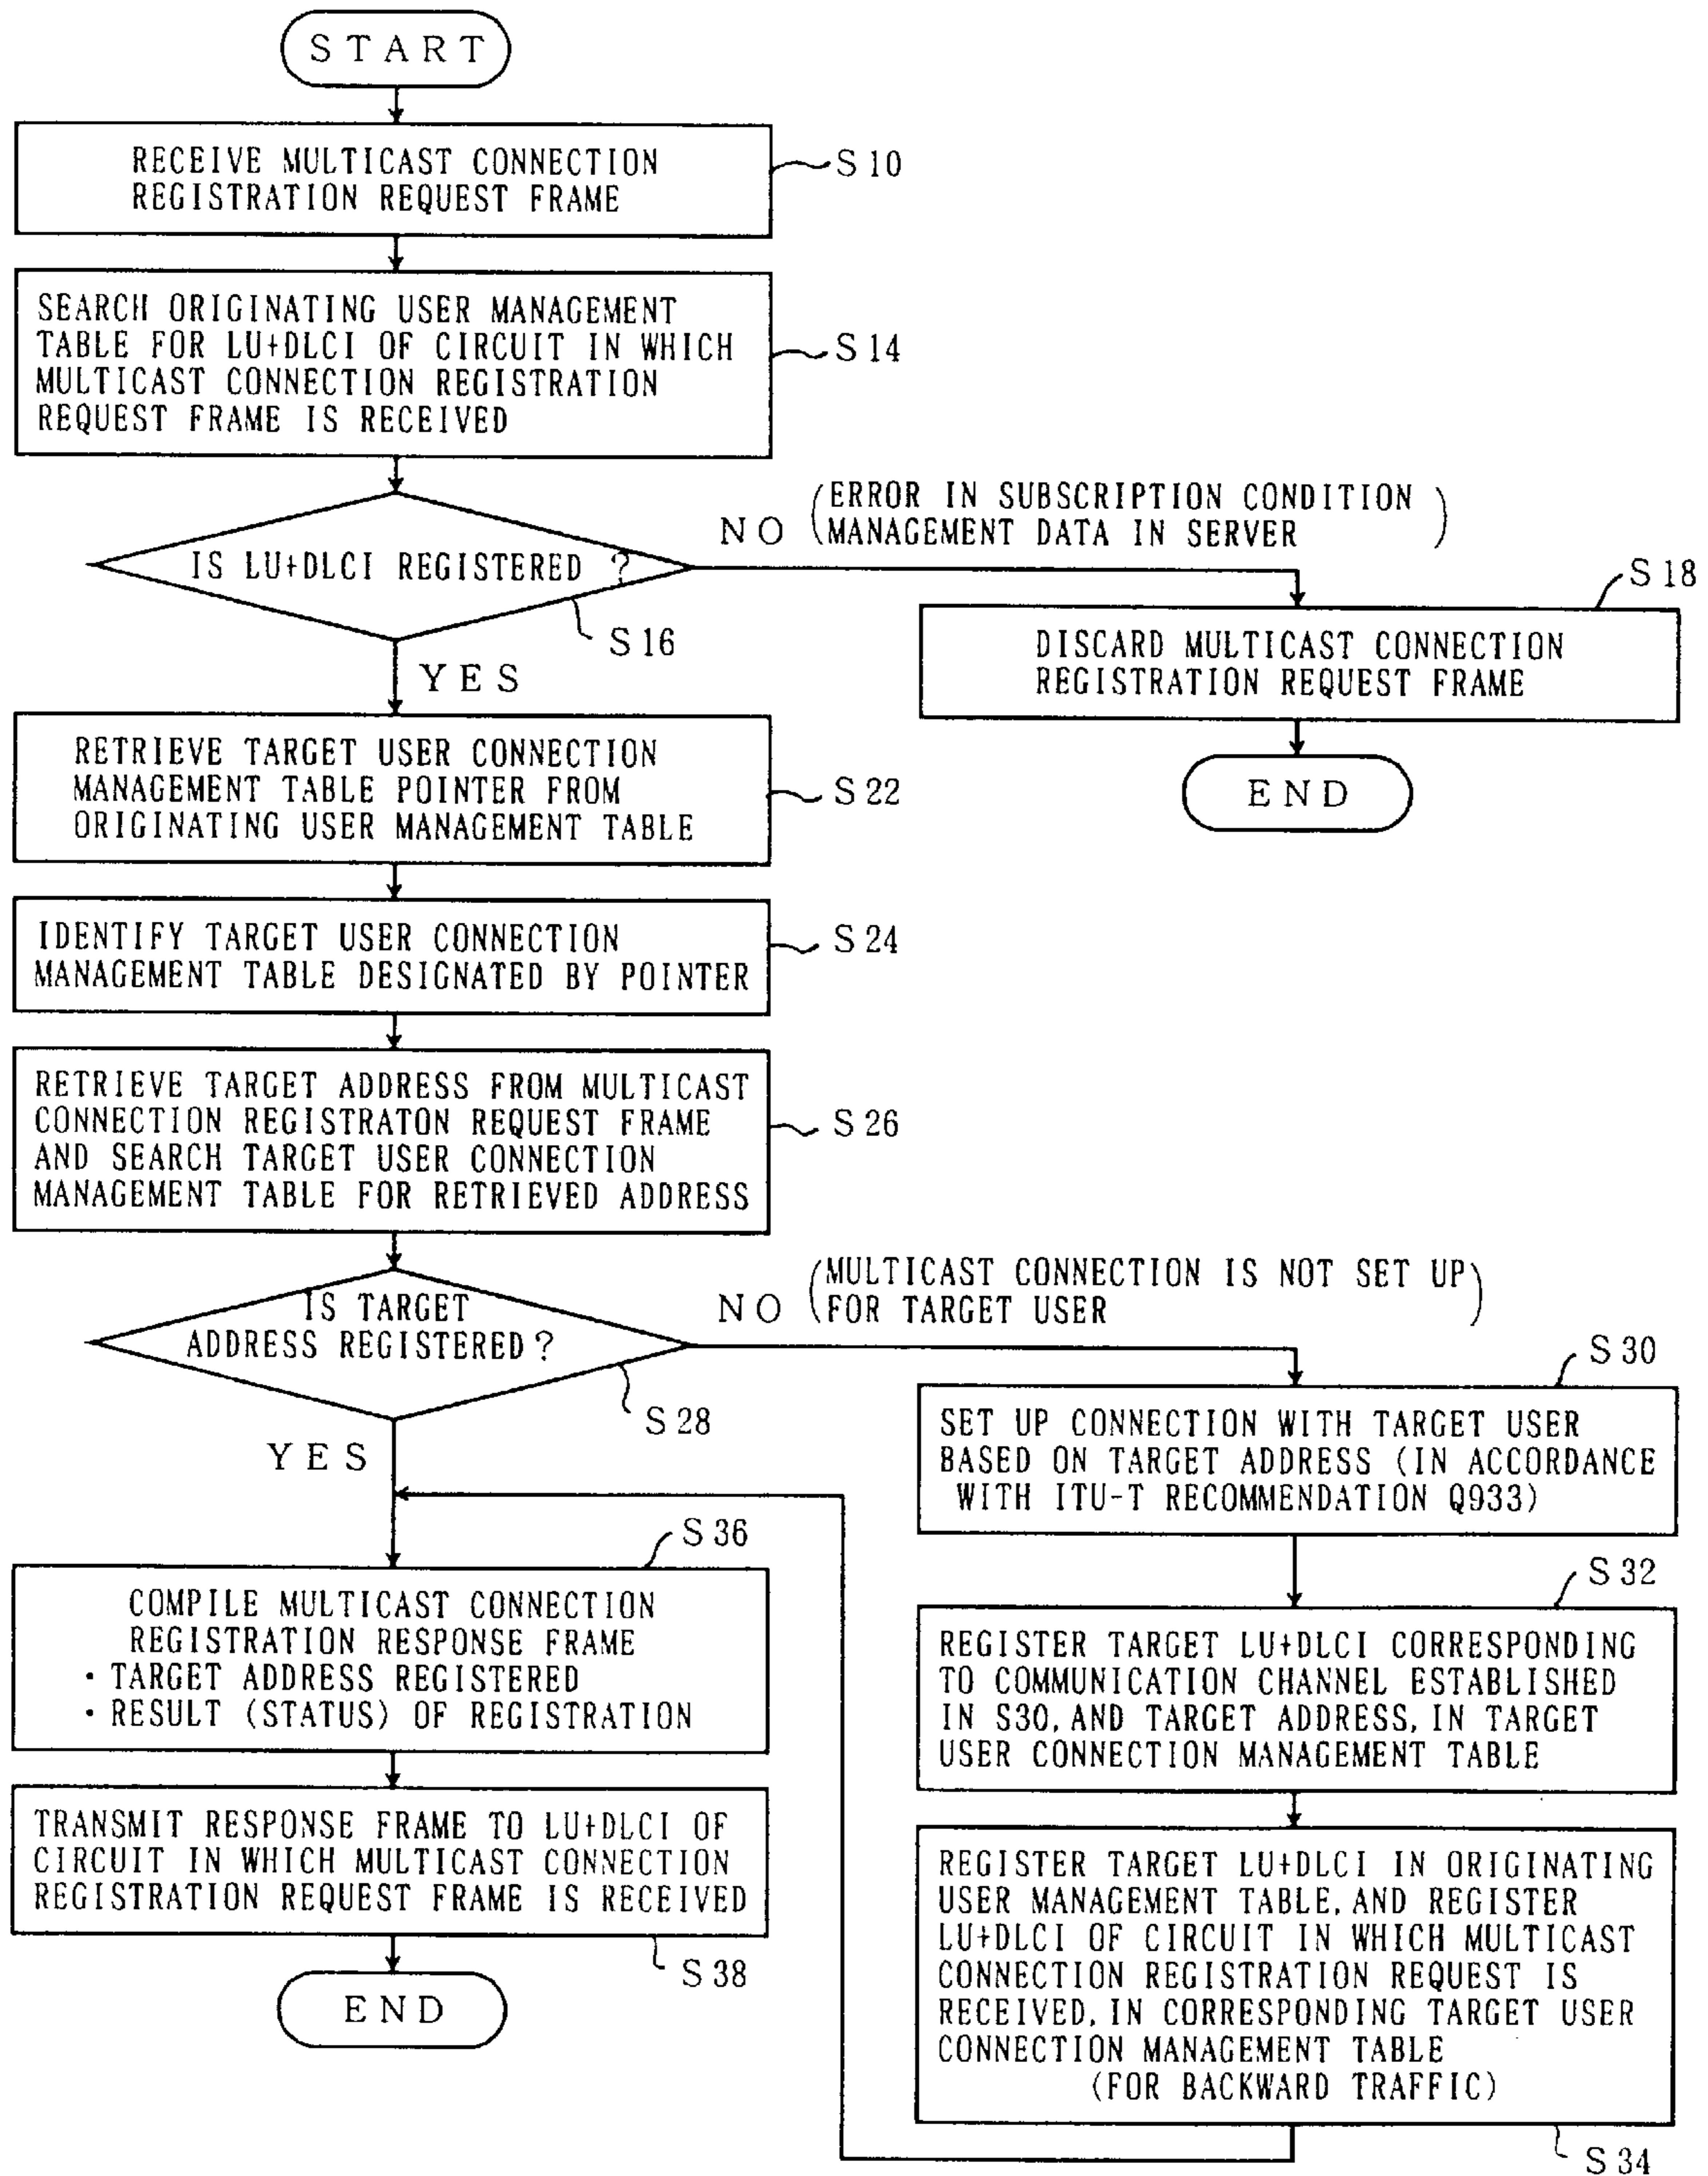 START
RECEIVE MULTICAST CONNECTION
REGISTRATION REQUEST FRAME
S10
SEARCH ORIGINATING USER MANAGEMENT
TABLE FOR LU+DLCI OF CIRCUIT IN WHICH
MULTICAST CONNECTION REGISTRATION
REQUEST FRAME IS RECEIVED
S14
IS LU+DLCI REGISTERED ?
S16
NO
(ERROR IN SUBSCRIPTION CONDITION
MANAGEMENT DATA IN SERVER)
S18
DISCARD MULTICAST CONNECTION
REGISTRATION REQUEST FRAME
END
YES
RETRIEVE TARGET USER CONNECTION
MANAGEMENT TABLE POINTER FROM
ORIGINATING USER MANAGEMENT TABLE
S22
IDENTIFY TARGET USER CONNECTION
MANAGEMENT TABLE DESIGNATED BY POINTER
S24
RETRIEVE TARGET ADDRESS FROM MULTICAST
CONNECTION REGISTRATON REQUEST FRAME
AND SEARCH TARGET USER CONNECTION
MANAGEMENT TABLE FOR RETRIEVED ADDRESS
S26
IS TARGET
ADDRESS REGISTERED?
S28
NO
(MULTICAST CONNECTION IS NOT SET UP
FOR TARGET USER)
S30
SET UP CONNECTION WITH TARGET USER
BASED ON TARGET ADDRESS (IN ACCORDANCE
WITH ITU-T RECOMMENDATION Q933)
S32
REGISTER TARGET LU+DLCI CORRESPONDING
TO COMMUNICATION CHANNEL ESTABLISHED
IN S30, AND TARGET ADDRESS, IN TARGET
USER CONNECTION MANAGEMENT TABLE
REGISTER TARGET LU+DLCI IN ORIGINATING
USER MANAGEMENT TABLE, AND REGISTER
LU+DLCI OF CIRCUIT IN WHICH MULTICAST
CONNECTION REGISTRATION REQUEST IS
RECEIVED, IN CORRESPONDING TARGET USER
CONNECTION MANAGEMENT TABLE
(FOR BACKWARD TRAFFIC)
S34
YES
S36
COMPILE MULTICAST CONNECTION
REGISTRATION RESPONSE FRAME
· TARGET ADDRESS REGISTERED
· RESULT (STATUS) OF REGISTRATION
TRANSMIT RESPONSE FRAME TO LU+DLCI OF
CIRCUIT IN WHICH MULTICAST CONNECTION
REGISTRATION REQUEST FRAME IS RECEIVED
S38
END